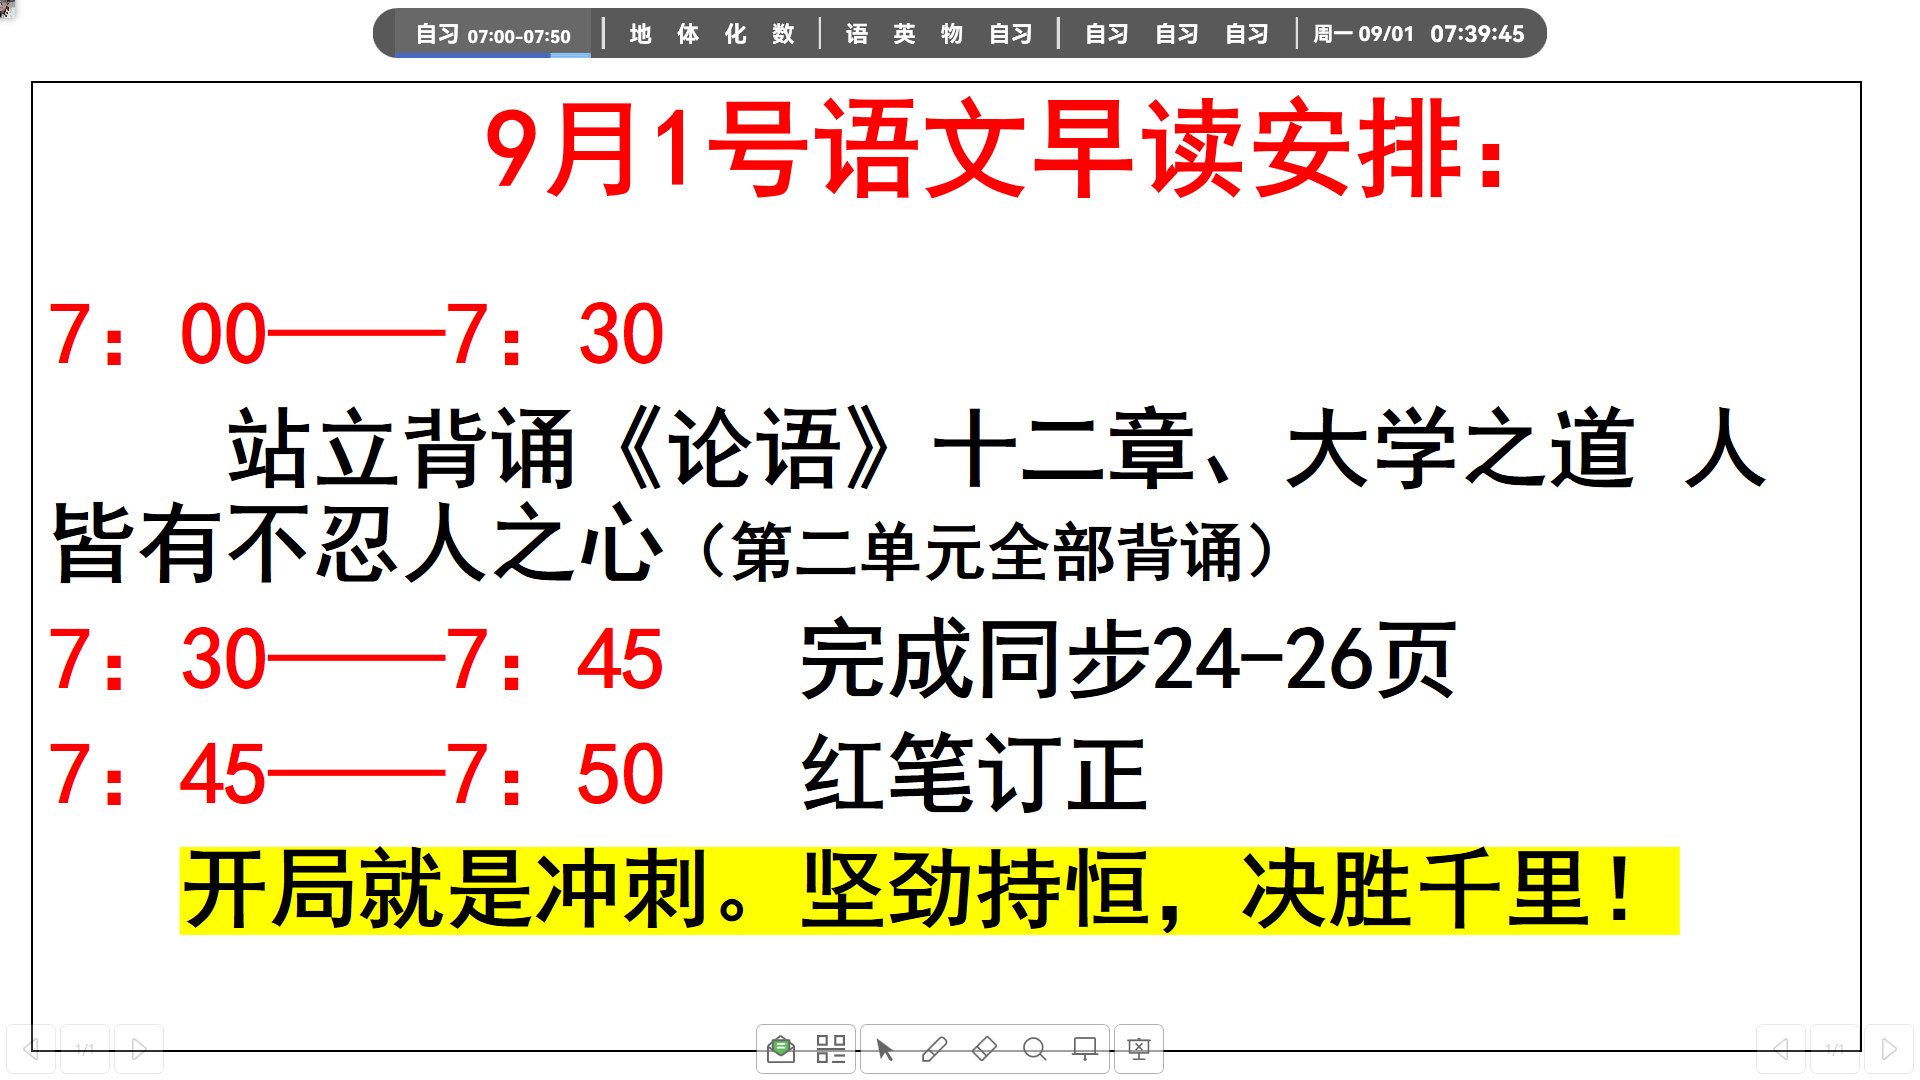 自习 07:00-07:50 地 体 化 数 语 英 物 自习 自习 自习 自习 周一 09/01 07:39:45
9月1号语文早读安排：
7：00——7：30
站立背诵《论语》十二章、大学之道 人
皆有不忍人之心（第二单元全部背诵）
7：30——7：45 完成同步24-26页
7：45——7：50 红笔订正
开局就是冲刺。坚劲持恒，决胜千里！
1/1 1/1